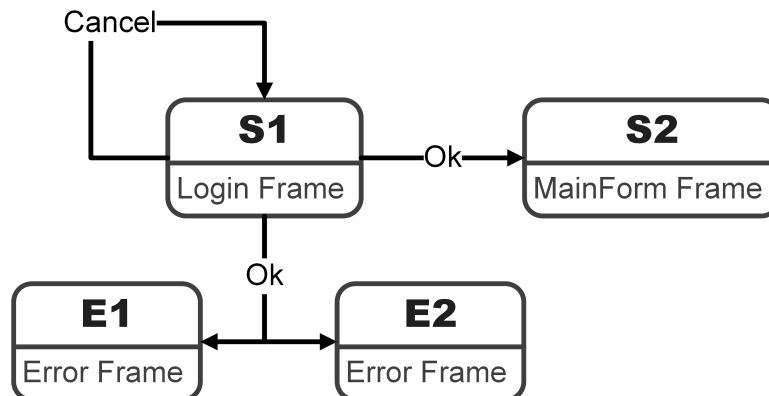 Cancel
S1
Login Frame
Ok
S2
MainForm Frame
Ok
E1
Error Frame
E2
Error Frame